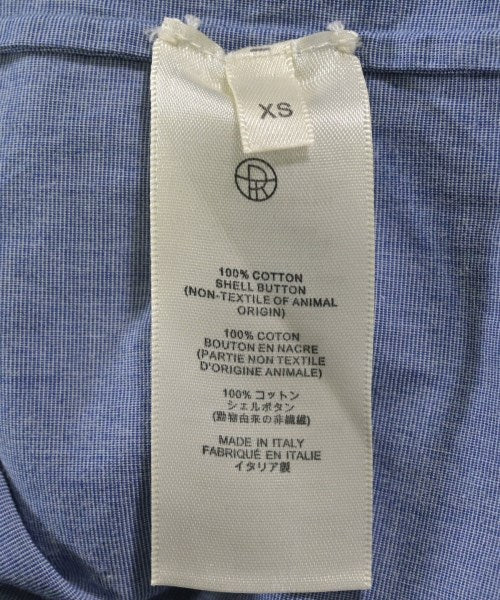 XS
100% COTTON
SHELL BUTTON
(NON-TEXTILE OF ANIMAL
ORIGIN)
100% COTON
BOUTON EN NACRE
(PARTIE NON TEXTILE
D'ORIGINE ANIMALE)
100% コットン
シェルボタン
(動物由来の非繊維)
MADE IN ITALY
FABRIQUÉ EN ITALIE
イタリア製